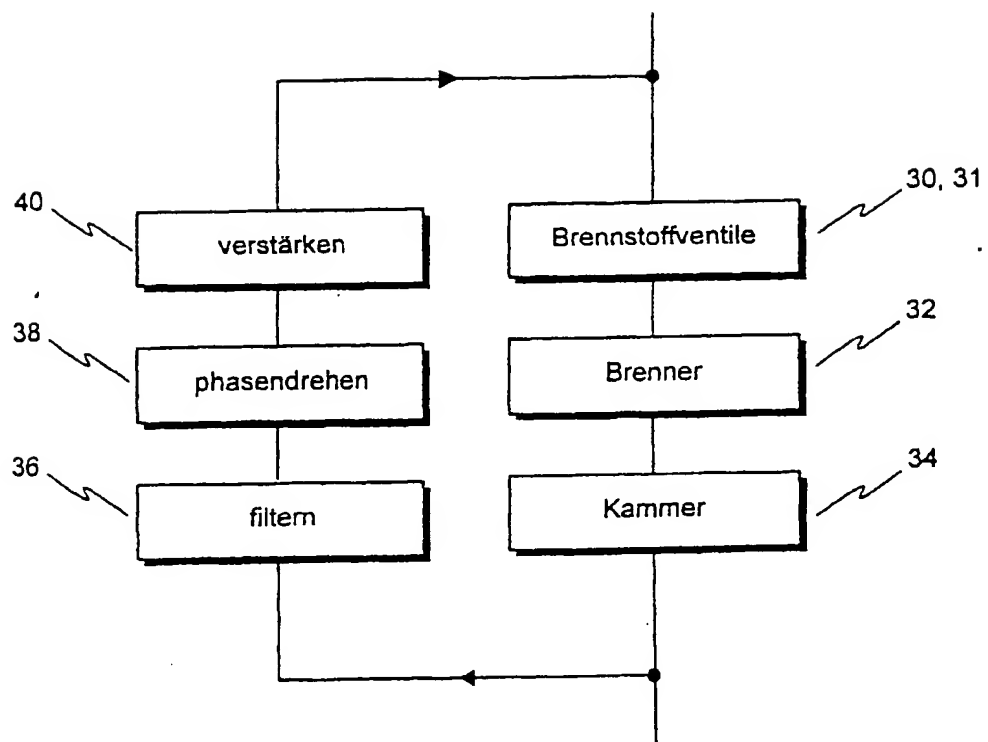 40
verstärken
Brennstoffventile
30, 31
38
phasendrehen
Brenner
32
36
filtern
Kammer
34